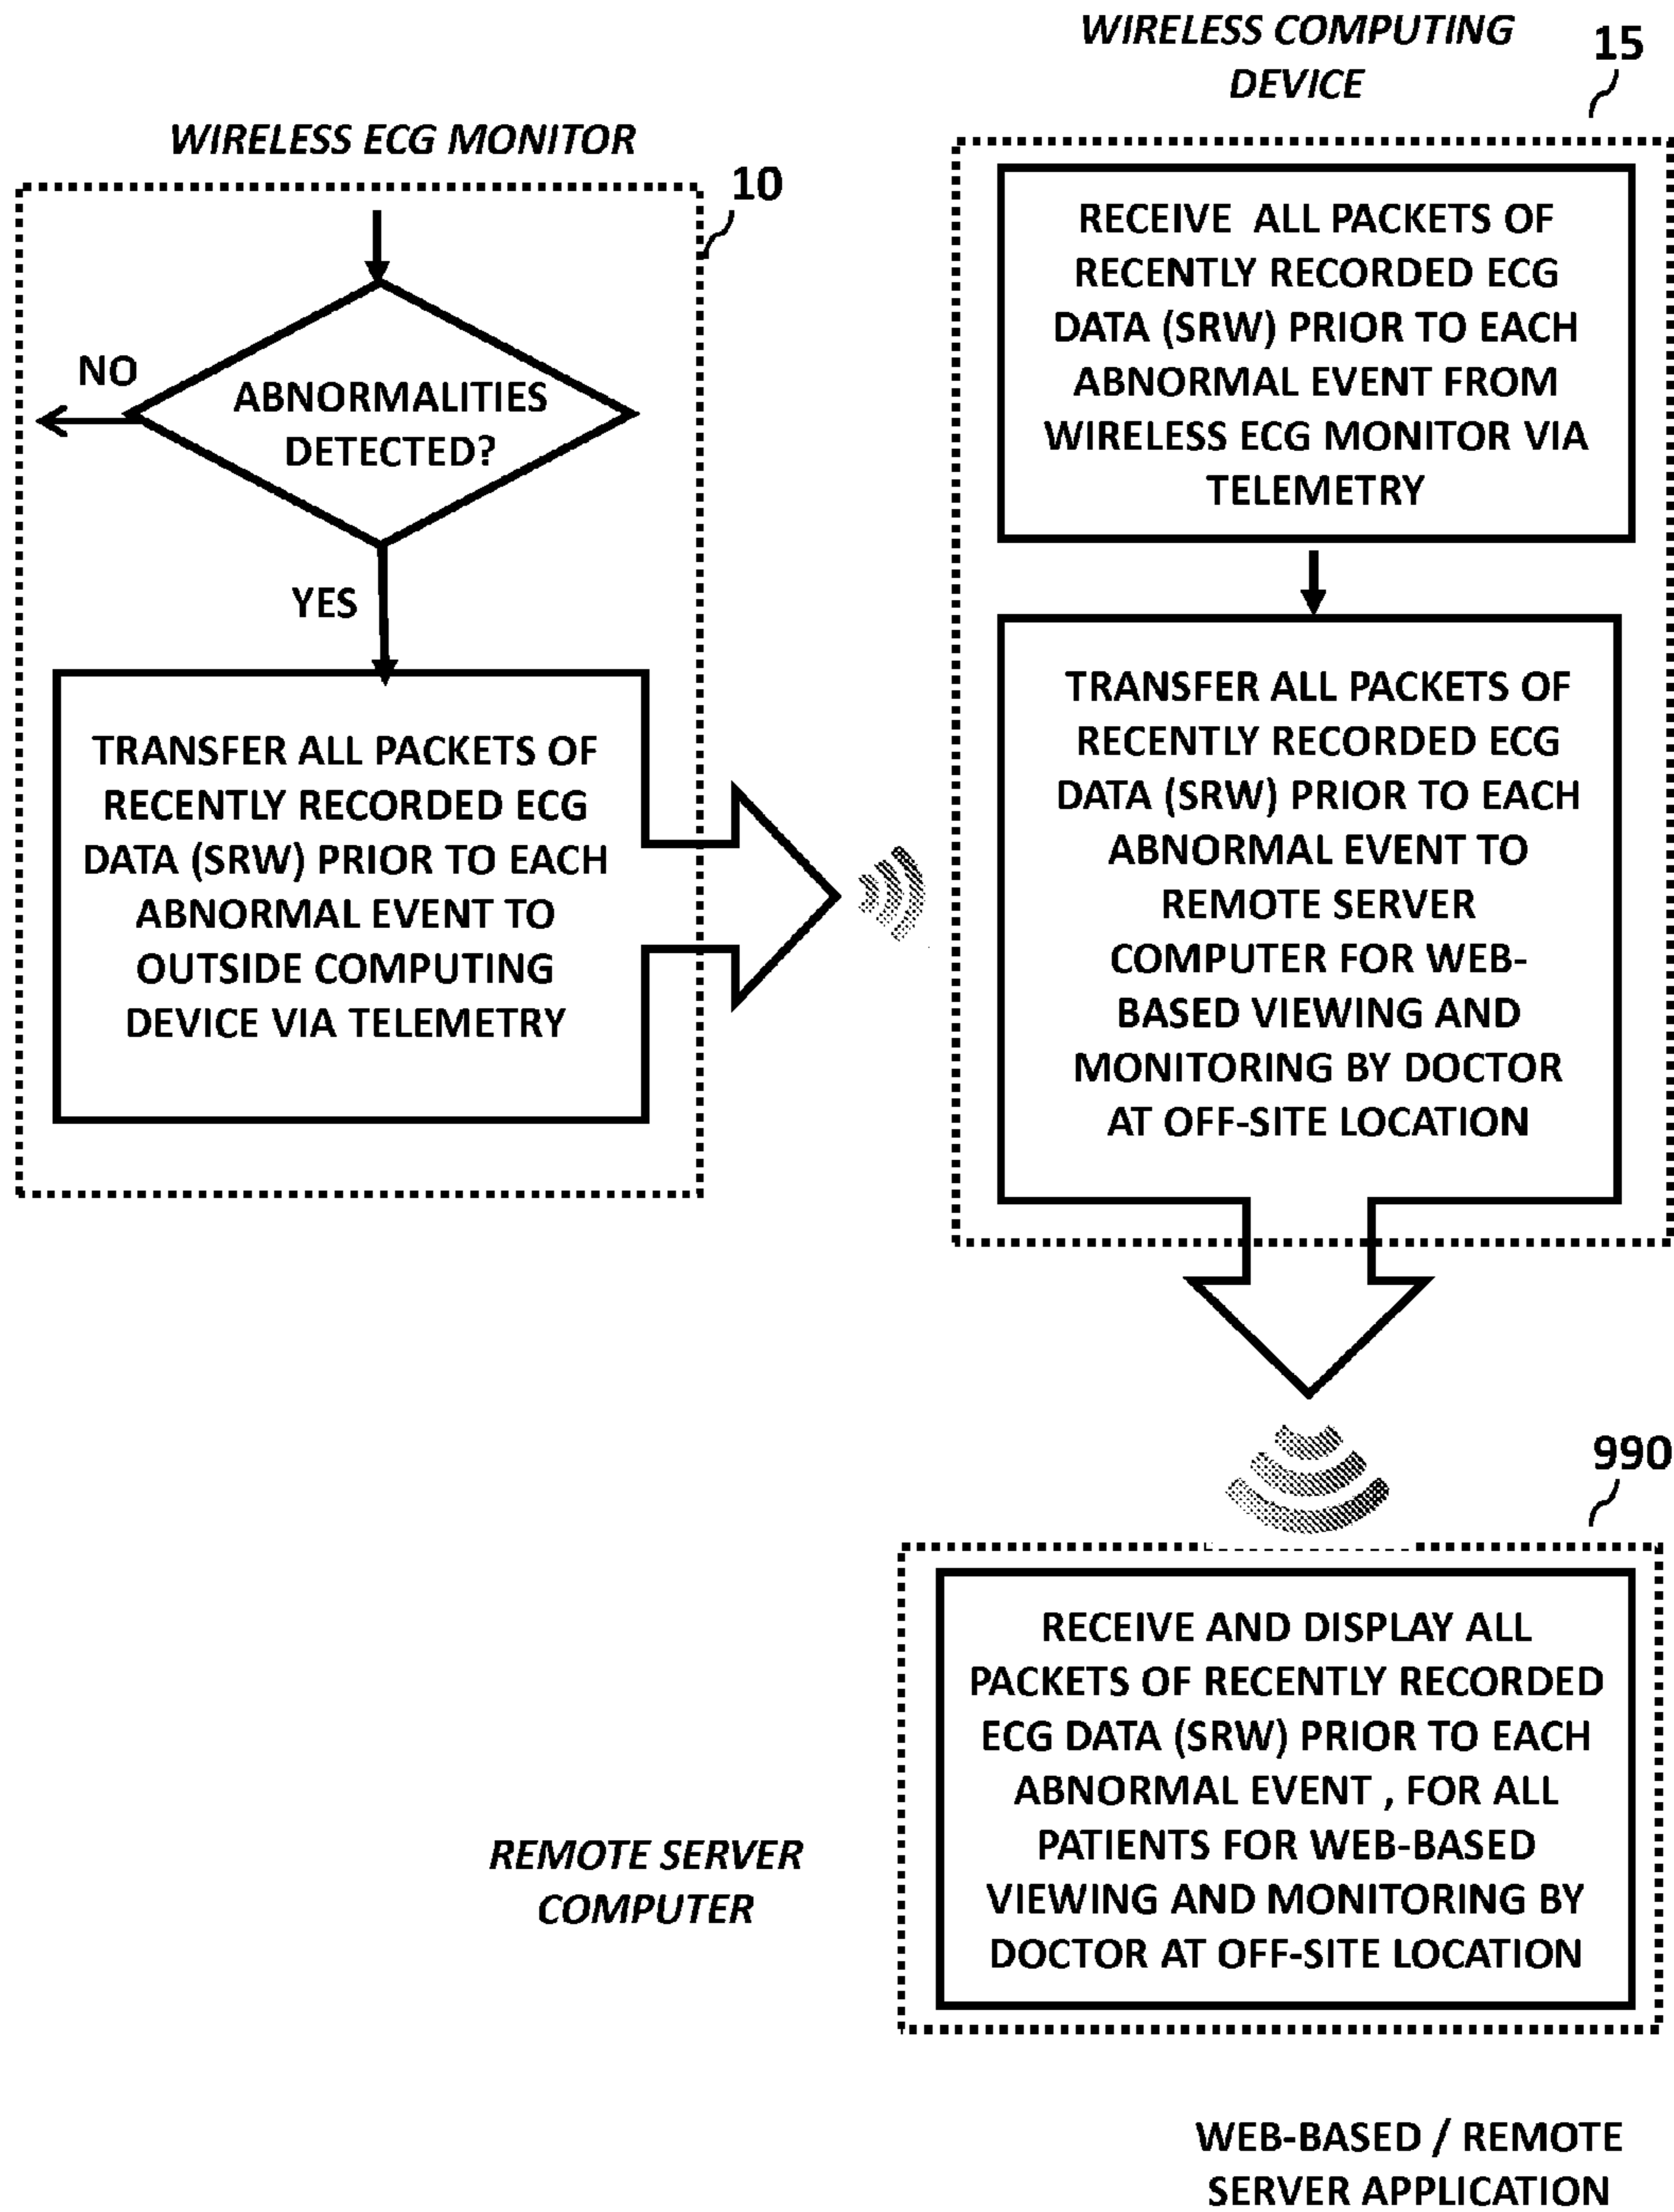 WIRELESS ECG MONITOR
10
NO
ABNORMALITIES
DETECTED?
YES
TRANSFER ALL PACKETS OF
RECENTLY RECORDED ECG
DATA (SRW) PRIOR TO EACH
ABNORMAL EVENT TO
OUTSIDE COMPUTING
DEVICE VIA TELEMETRY
WIRELESS COMPUTING
DEVICE
15
RECEIVE ALL PACKETS OF
RECENTLY RECORDED ECG
DATA (SRW) PRIOR TO EACH
ABNORMAL EVENT FROM
WIRELESS ECG MONITOR VIA
TELEMETRY
TRANSFER ALL PACKETS OF
RECENTLY RECORDED ECG
DATA (SRW) PRIOR TO EACH
ABNORMAL EVENT TO
REMOTE SERVER
COMPUTER FOR WEB-
BASED VIEWING AND
MONITORING BY DOCTOR
AT OFF-SITE LOCATION
990
RECEIVE AND DISPLAY ALL
PACKETS OF RECENTLY RECORDED
ECG DATA (SRW) PRIOR TO EACH
ABNORMAL EVENT , FOR ALL
PATIENTS FOR WEB-BASED
VIEWING AND MONITORING BY
DOCTOR AT OFF-SITE LOCATION
REMOTE SERVER
COMPUTER
WEB-BASED / REMOTE
SERVER APPLICATION